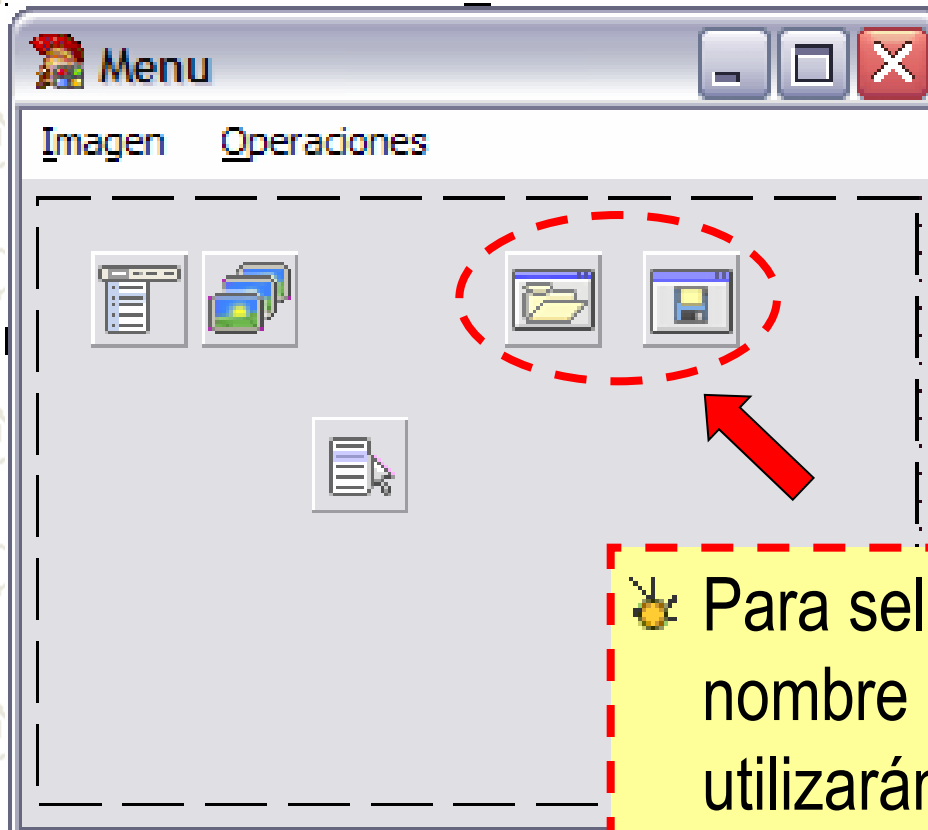 Menu
Imagen Operaciones
Para sel
nombre
utilizarán